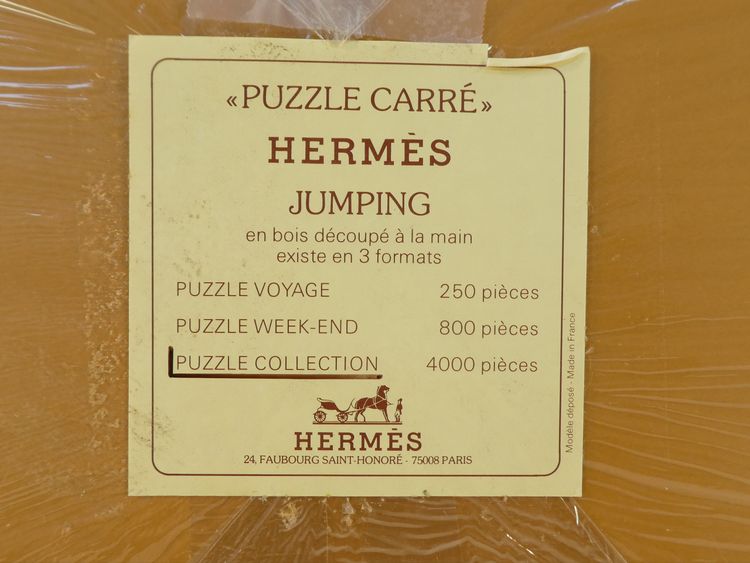 «PUZZLE CARRÉ»
HERMÈS
JUMPING
en bois découpé à la main
existe en 3 formats
PUZZLE VOYAGE 250 pièces
PUZZLE WEEK-END 800 pièces
PUZZLE COLLECTION 4000 pièces
HERMÈS
24, FAUBOURG SAINT-HONORÉ - 75008 PARIS
Modèle déposé - Made in France